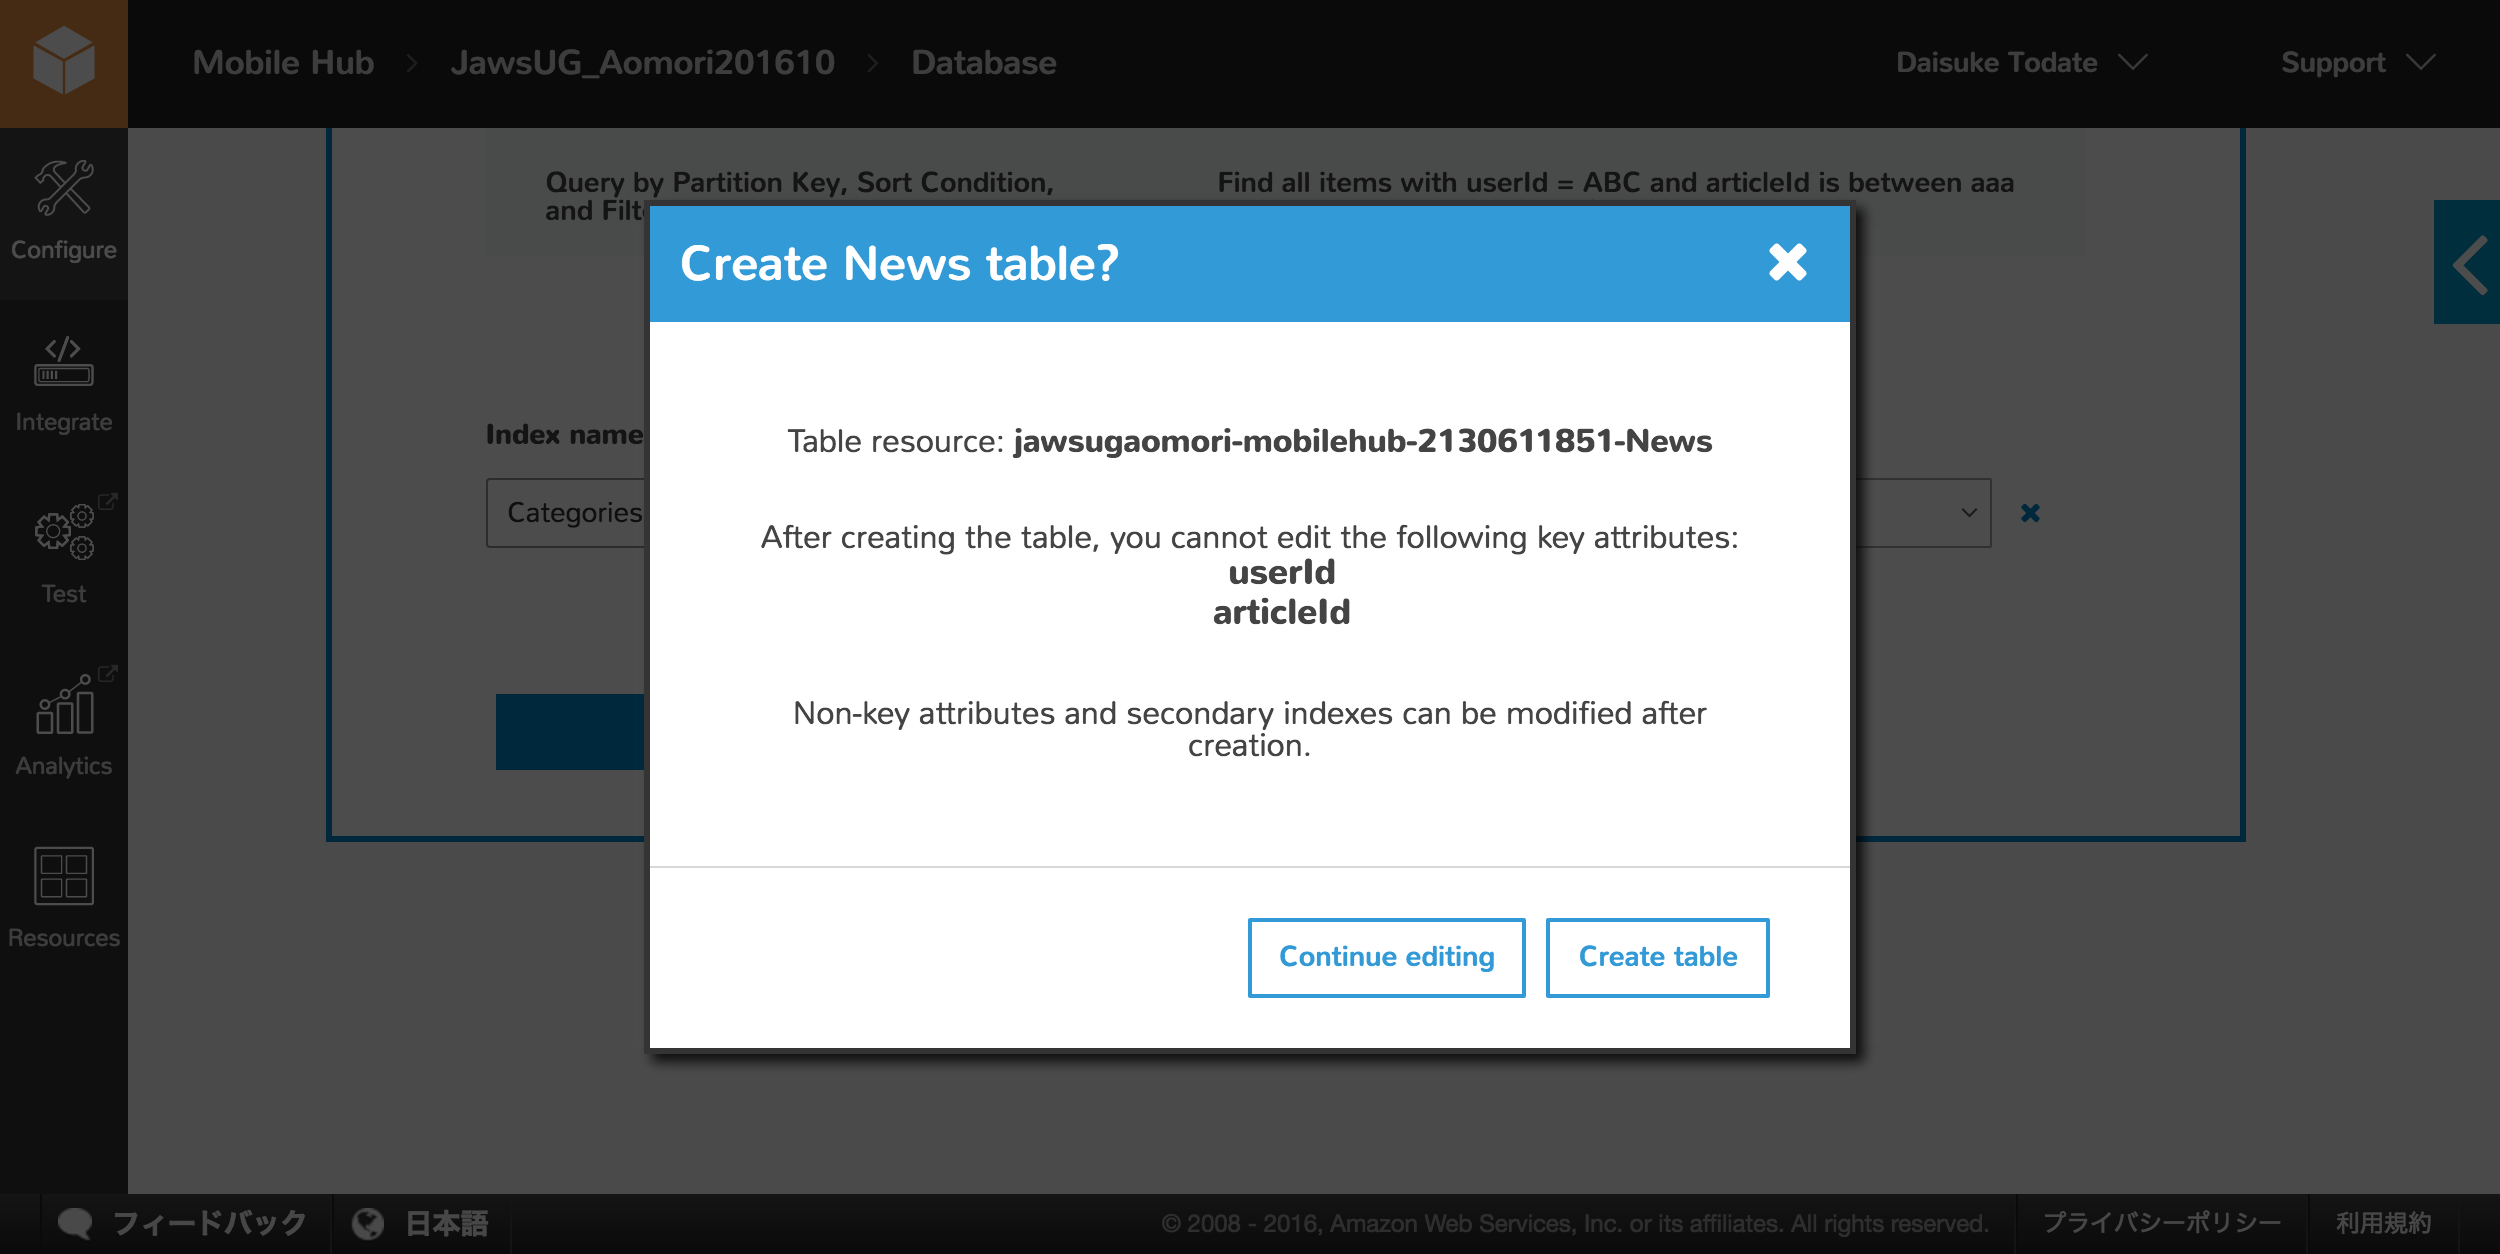 Mobile Hub > JawsUG_Aomori201610 > Database
Daisuke Todate
Support
Configure
Integrate
Test
Analytics
Resources
Query by Partition Key, Sort Condition,
and Filt
Find all items with userId = ABC and articleId is between aaa
Index name
Categories
Create News table?
Table resource: jawsugaomori-mobilehub-2130611851-News
After creating the table, you cannot edit the following key attributes:
userId
articleId
Non-key attributes and secondary indexes can be modified after
creation.
Continue editing
Create table
フィードバック
日本語
© 2008 - 2016, Amazon Web Services, Inc. or its affiliates. All rights reserved.
プライバシーポリシー
利用規約